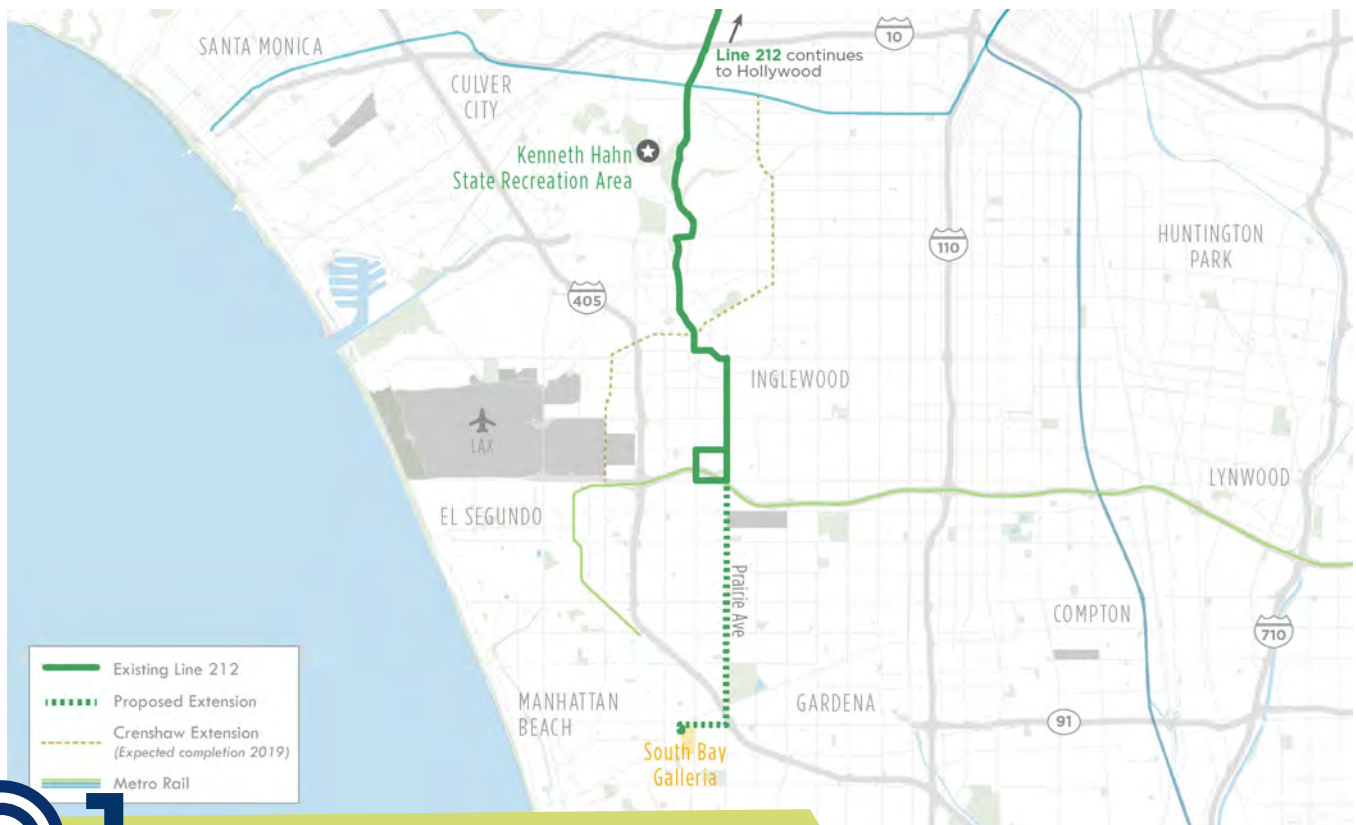 SANTA MONICA
10
Line 212 continues
to Hollywood
CULVER
CITY
Kenneth Hahn
State Recreation Area
110
HUNTINGTON
PARK
405
INGLEWOOD
LAX
LYNWOOD
EL SEGUNDO
Prairie Ave
COMPTON
710
MANHATTAN
BEACH
GARDENA
91
South Bay
Galleria
Existing Line 212
Proposed Extension
Crenshaw Extension
(Expected completion 2019)
Metro Rail